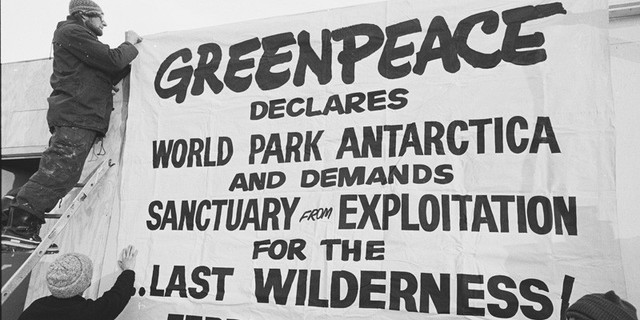 GREENPEACE
DECLARES
WORLD PARK ANTARCTICA
AND DEMANDS
SANCTUARY FROM EXPLOITATION
FOR THE
..LAST WILDERNESS!